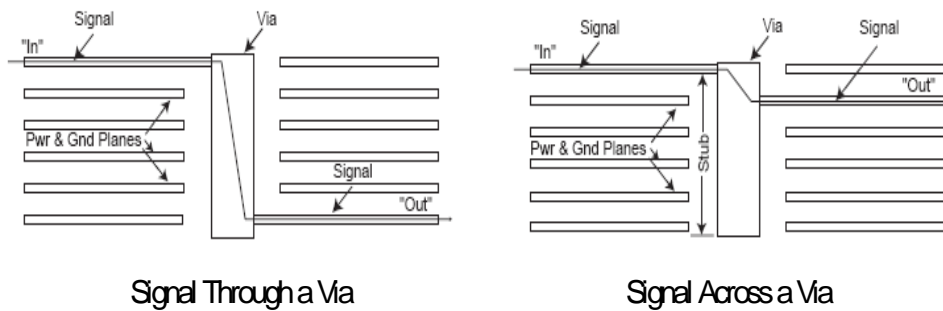 Signal
Via
"In"
Pwr & Gnd Planes
Signal
"Out"
Signal Through a Via
Signal
Via
Signal
"In"
"Out"
Pwr & Gnd Planes
Stub
Signal Across a Via